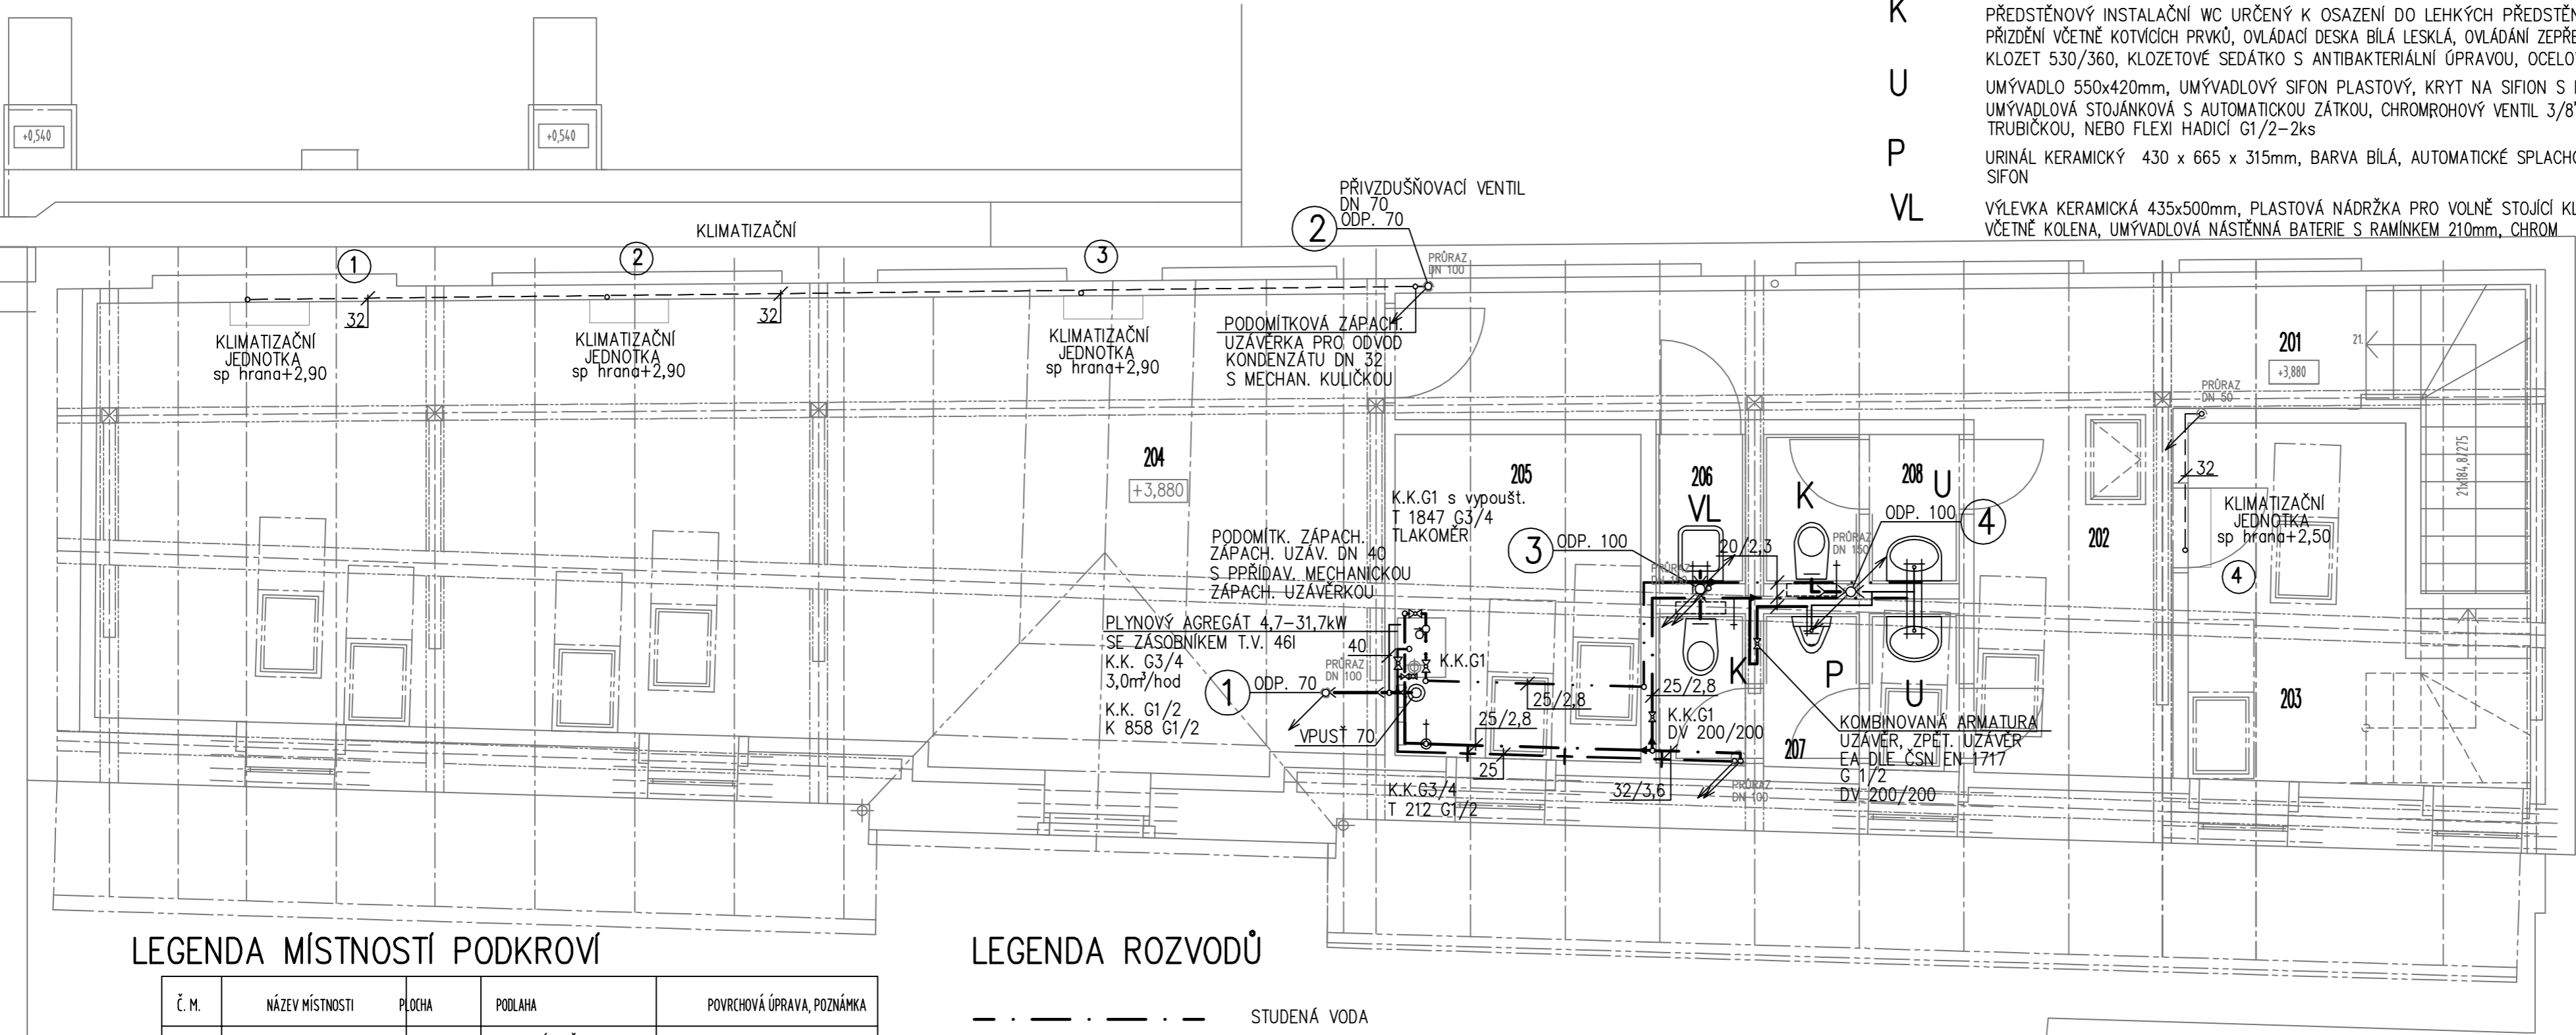 K
PŘEDSTĚNOVÝ INSTALAČNÍ WC URČENÝ K OSAZENÍ DO LEHKÝCH
PŘIZDĚNÍ VČETNĚ KOTVÍCÍCH PRVKŮ, OVLÁDACÍ DESKA BÍLÁ LESKLÁ, OVLÁDÁNÍ
KLOZET 530/360, KLOZETOVÉ SEDÁTKO S ANTIBAKTERIÁLNÍ ÚPRAVOU,
U
UMÝVADLO 550x420mm, UMÝVADLOVÝ SIFON PLASTOVÝ, KRYT NA SIFION S
UMÝVADLOVÁ STOJÁNKOVÁ S AUTOMATICKOU ZÁTKOU, CHROM,ROHOVÝ VENTIL 3/8"
TRUBIČKOU, NEBO FLEXI HADICÍ G1/2-2ks
P
URINÁL KERAMICKÝ 430 x 665 x 315mm, BARVA BÍLÁ, AUTOMATICKÉ
SIFON
VL
VÝLEVKA KERAMICKÁ 435x500mm, PLASTOVÁ NÁDRŽKA PRO VOLNĚ STOJÍCÍ
VČETNĚ KOLENA, UMÝVADLOVÁ NÁSTĚNNÁ BATERIE S RAMÍNKEM 210mm, CHROM
+0,540
+0,540
KLIMATIZAČNÍ
PŘIVZDUŠŇOVACÍ VENTIL
DN 70
ODP. 70
2
1
2
3
PRŮRAZ
DN 100
32
32
KLIMATIZAČNÍ
JEDNOTKA
sp hrana+2,90
KLIMATIZAČNÍ
JEDNOTKA
sp hrana+2,90
KLIMATIZAČNÍ
JEDNOTKA
sp hrana+2,90
PODOMÍTKOVÁ ZÁPACH.
UZÁVĚRKA PRO ODVOD
KONDENZÁTU DN 32
S MECHAN. KULIČKOU
201
+3,880
21.
21x184,8/275
PRŮRAZ
DN 50
32
KLIMATIZAČNÍ
JEDNOTKA
sp hrana+2,50
4
202
203
204
+3,880
205
K.K.G1 s vypoušt.
T 1847 G3/4
TLAKOMĚR
206
VL
K
208
U
ODP. 100
4
3
ODP. 100
20/2,3
PRŮRAZ
DN 150
PRŮRAZ
PODOMÍTK. ZÁPACH.
ZÁPACH. UZÁV. DN 40
S PPŘÍDAV. MECHANICKOU
ZÁPACH. UZÁVĚRKOU
PLYNOVÝ AGREGÁT 4,7-31,7kW
SE ZÁSOBNÍKEM T.V. 46l
K.K. G3/4
3,0m³/hod
K.K. G1/2
K 858 G1/2
40
PRŮRAZ
DN 100
1
ODP. 70
VPUSŤ 70
K.K.G1
25/2,8
25/2,8
25
25/2,8
K.K.G1
DV 200/200
K
P
U
207
KOMBINOVANÁ ARMATURA
UZÁVĚR, ZPĚT. UZÁVĚR
EA DLE ČSN EN 1717
G 1/2
DV 200/200
K.K.G3/4
T 212 G1/2
32/3,6
PRŮRAZ
DN 100
LEGENDA MÍSTNOSTÍ PODKROVÍ
Č. M. NÁZEV MÍSTNOSTI PLOCHA PODLAHA POVRCHOVÁ ÚPRAVA, POZNÁMKA
LEGENDA ROZVODŮ
STUDENÁ VODA